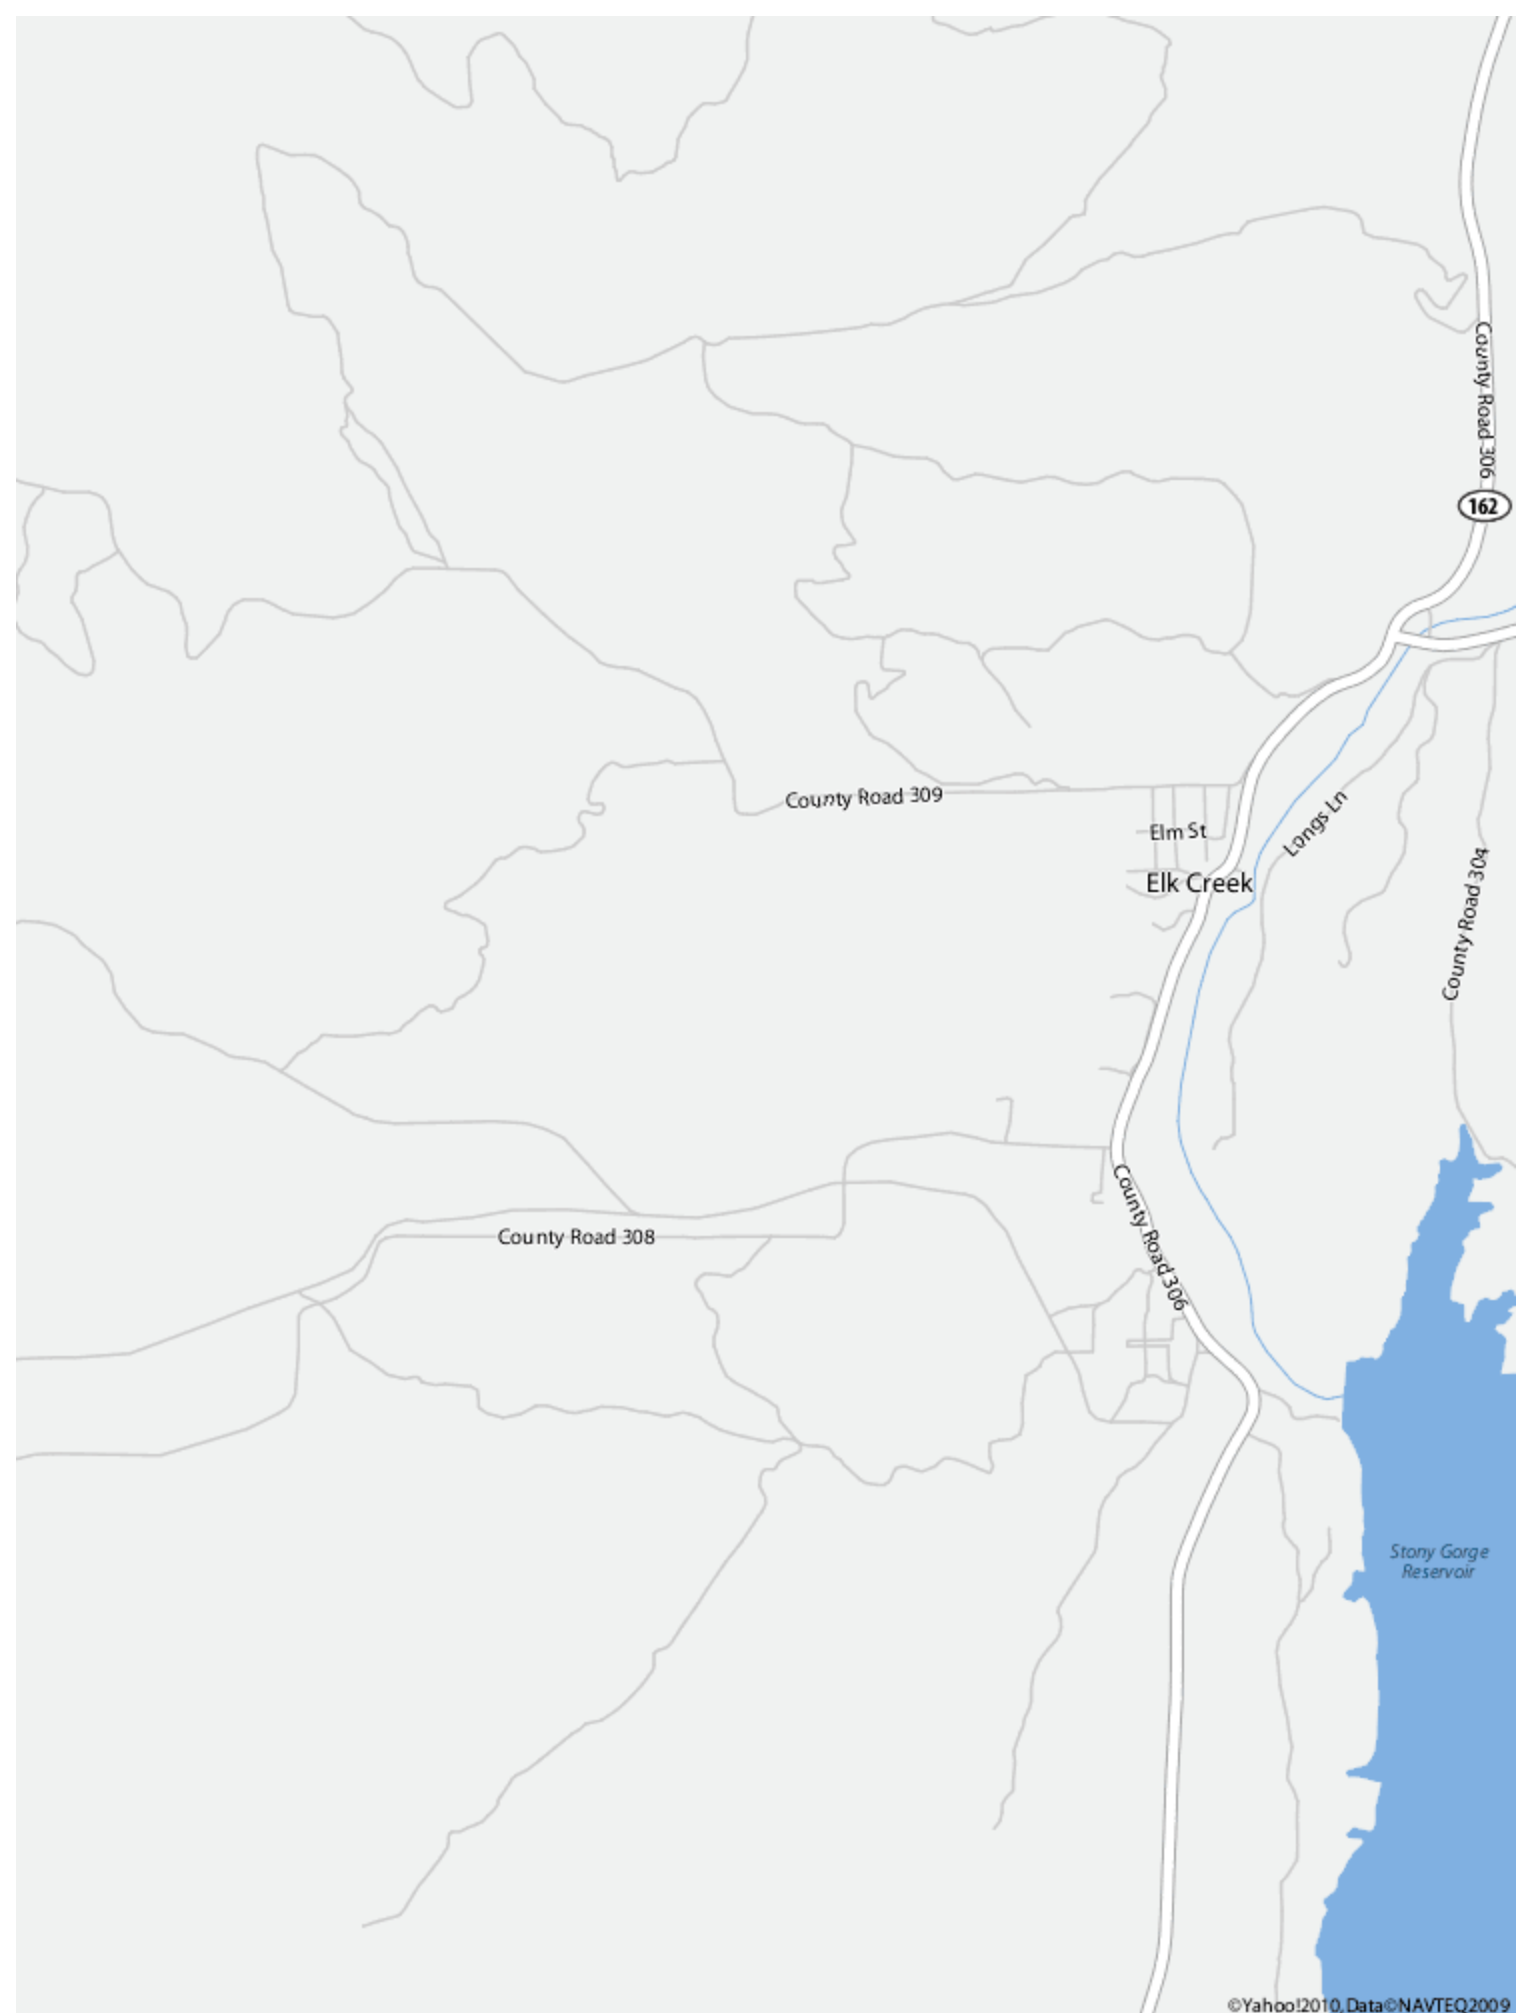 County Road 306
162
County Road 309
Elm St
Longs Ln
Elk Creek
County Road 304
County Road 306
County Road 308
Stony Gorge
Reservoir
©Yahoo!2010,Data©NAVTEQ2009